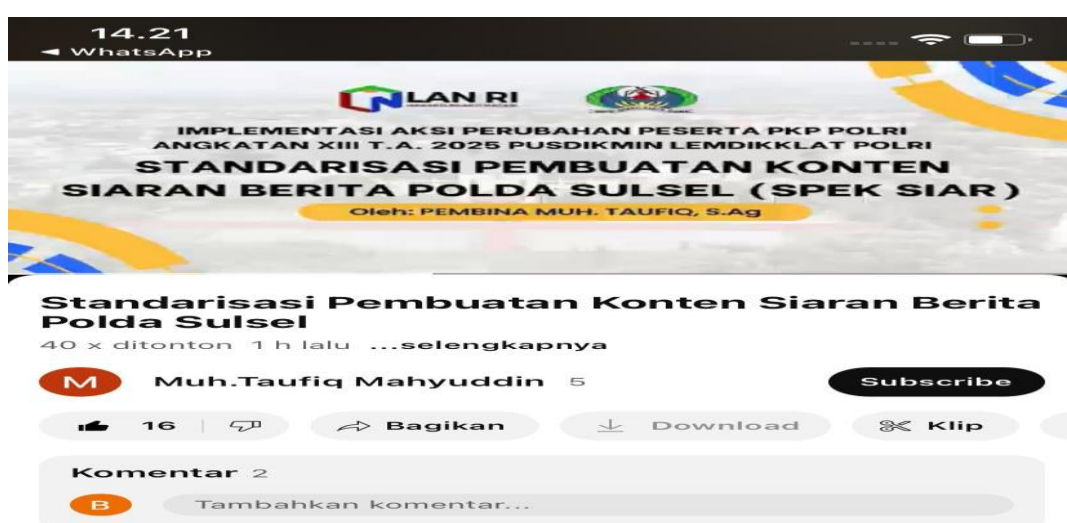 14.21
◄ WhatsApp
LAN RI
IMPLEMENTASI AKSI PERUBAHAN PESERTA PKP POLRI
ANGKATAN XIII T.A. 2025 PUSDIKMIN LEMDIKKLAT POLRI
STANDARISASI PEMBUATAN KONTEN
SIARAN BERITA POLDA SULSEL (SPEK SIAR)
Oleh: PEMBINA MUH. TAUFIQ, S.Ag
Standarisasi Pembuatan Konten Siaran Berita
Polda Sulsel
40 x ditonton 1 h lalu ...selengkapnya
M Muh.Taufiq Mahyuddin 5 Subscribe
16 Bagikan Download Klip
Komentar 2
B Tambahkan komentar...